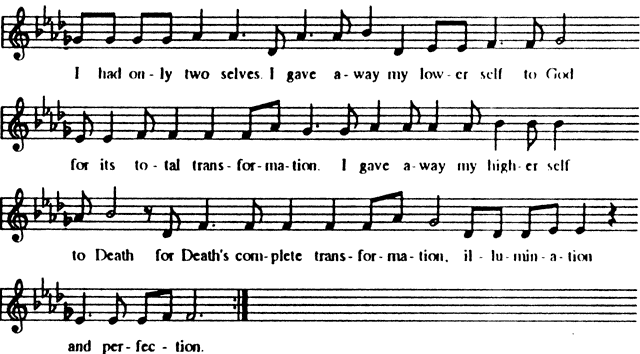 I had on-ly two selves. I gave a-way my low-er self to God
for its to-tal trans-for-ma-tion. I gave a-way my high-er self
to Death for Death's com-plete trans-for-ma-tion, il-lu-min-a-tion
and per-fec-tion.